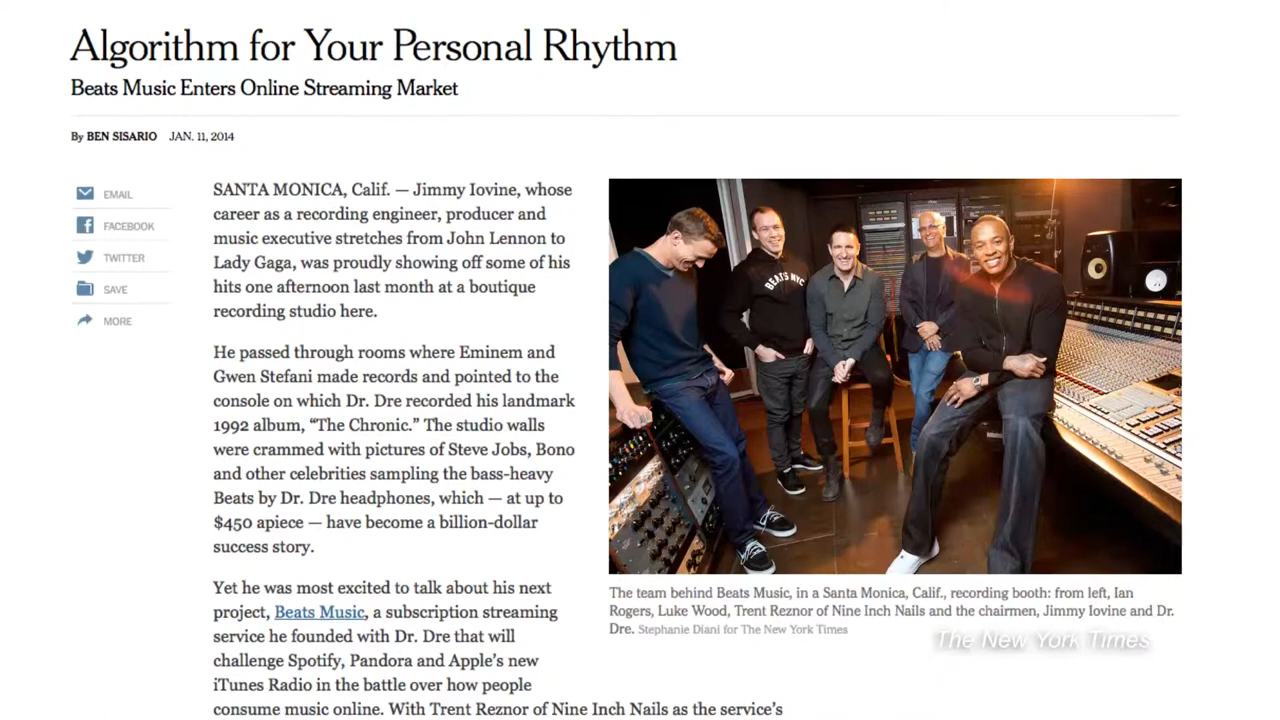 Algorithm for Your Personal Rhythm
Beats Music Enters Online Streaming Market
By BEN SISARIO JAN. 11, 2014
EMAIL
FACEBOOK
TWITTER
SAVE
MORE
SANTA MONICA, Calif. — Jimmy Iovine, whose
career as a recording engineer, producer and
music executive stretches from John Lennon to
Lady Gaga, was proudly showing off some of his
hits one afternoon last month at a boutique
recording studio here.
He passed through rooms where Eminem and
Gwen Stefani made records and pointed to the
console on which Dr. Dre recorded his landmark
1992 album, “The Chronic.” The studio walls
were crammed with pictures of Steve Jobs, Bono
and other celebrities sampling the bass-heavy
Beats by Dr. Dre headphones, which — at up to
$450 apiece — have become a billion-dollar
success story.
Yet he was most excited to talk about his next
project, Beats Music, a subscription streaming
service he founded with Dr. Dre that will
challenge Spotify, Pandora and Apple’s new
iTunes Radio in the battle over how people
consume music online. With Trent Reznor of Nine Inch Nails as the service’s
BEATS NYC
The team behind Beats Music, in a Santa Monica, Calif., recording booth: from left, Ian
Rogers, Luke Wood, Trent Reznor of Nine Inch Nails and the chairmen, Jimmy Iovine and Dr.
Dre. Stephanie Diani for The New York Times
The New York Times